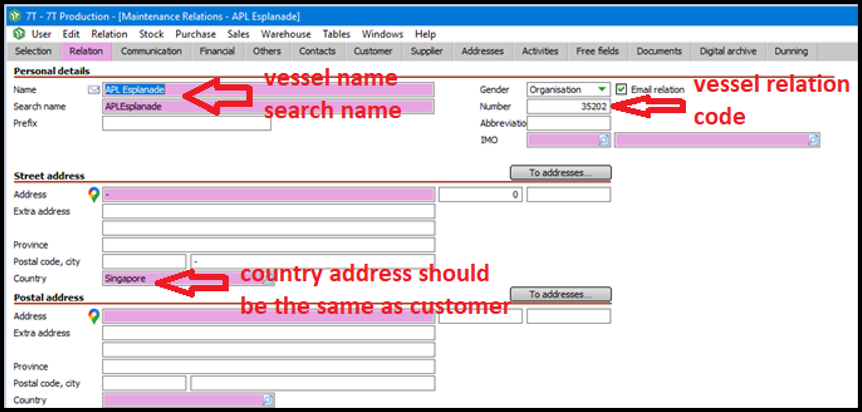 7T - 7T Production - [Maintenance Relations - APL Esplanade]
User Edit Relation Stock Purchase Sales Warehouse Tables Windows Help
Selection Relation Communication Financial Others Contacts Customer Supplier Addresses Activities Free fields Documents Digital archive Dunning
Personal details
vessel name
search name
vessel relation
code
Name APL Esplanade Gender Organisation Email relation
Search name APLEsplanade Number 35202
Prefix Abbreviatio
IMO
Street address To addresses...
Address - 0
Extra address
Province
Postal code, city -
Country Singapore
country address should
be the same as customer
Postal address To addresses...
Address
Extra address
Province
Postal code, city
Country